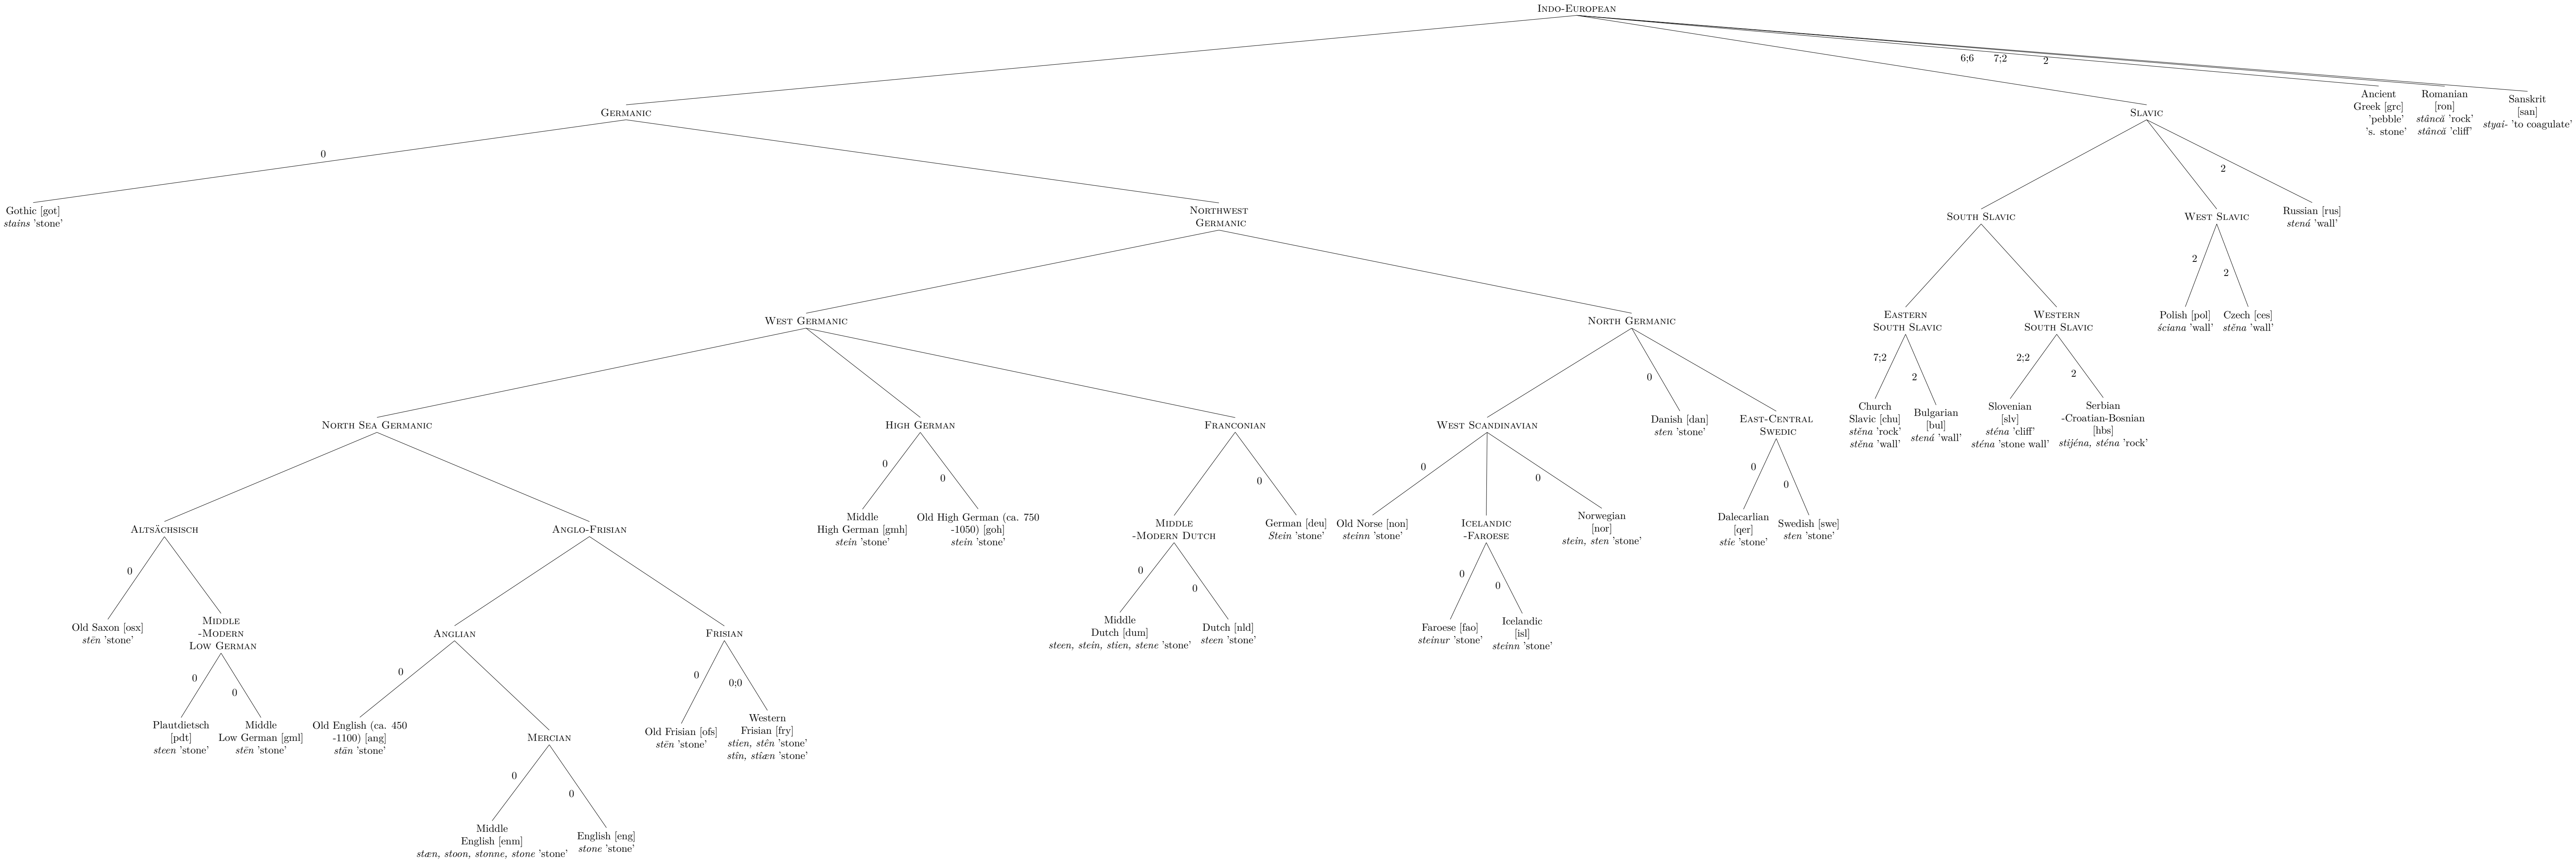 Indo-European
6;6
7;2
2
Germanic
Slavic
Ancient
Greek [grc]
'pebble'
's. stone'
Romanian
[ron]
stâncă 'rock'
stâncă 'cliff'
Sanskrit
[san]
styai- 'to coagulate'
0
2
Gothic [got]
stains 'stone'
Northwest
Germanic
South Slavic
West Slavic
Russian [rus]
stená 'wall'
2
2
West Germanic
North Germanic
Eastern
South Slavic
Western
South Slavic
Polish [pol]
ściana 'wall'
Czech [ces]
stěna 'wall'
0
7;2
2
2;2
2
North Sea Germanic
High German
Franconian
West Scandinavian
Danish [dan]
sten 'stone'
East-Central
Swedic
Church
Slavic [chu]
stěna 'rock'
stěna 'wall'
Bulgarian
[bul]
stená 'wall'
Slovenian
[slv]
sténa 'cliff'
sténa 'stone wall'
Serbian
-Croatian-Bosnian
[hbs]
stijéna, sténa 'rock'
0
0
0
0
0
0
0
Altsächsisch
Anglo-Frisian
Middle
High German [gmh]
stein 'stone'
Old High German (ca. 750
-1050) [goh]
stein 'stone'
Middle
-Modern Dutch
German [deu]
Stein 'stone'
Old Norse [non]
steinn 'stone'
Icelandic
-Faroese
Norwegian
[nor]
stein, sten 'stone'
Dalecarlian
[qer]
stie 'stone'
Swedish [swe]
sten 'stone'
0
0
0
0
0
Old Saxon [osx]
stēn 'stone'
Middle
-Modern
Low German
Anglian
Frisian
Middle
Dutch [dum]
steen, stein, stien, stene 'stone'
Dutch [nld]
steen 'stone'
Faroese [fao]
steinur 'stone'
Icelandic
[isl]
steinn 'stone'
0
0
0
0
0;0
Plautdietsch
[pdt]
steen 'stone'
Middle
Low German [gml]
stēn 'stone'
Old English (ca. 450
-1100) [ang]
stān 'stone'
Mercian
Old Frisian [ofs]
stēn 'stone'
Western
Frisian [fry]
stien, stên 'stone'
stîn, stîæn 'stone'
0
0
Middle
English [enm]
stæn, stoon, stonne, stone 'stone'
English [eng]
stone 'stone'